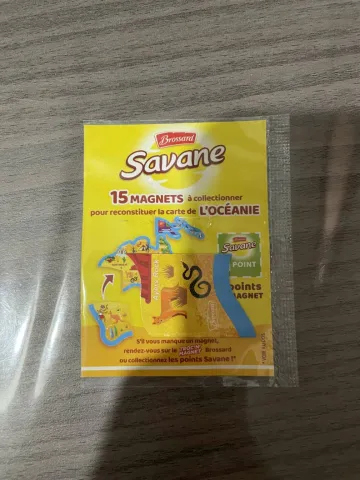 Brossard
Savane
15 MAGNETS à collectionner
pour reconstituer la carte de L'OCÉANIE
Savane
POINT
points
MAGNET
S'il vous manque un magnet,
rendez-vous sur le Brossard
ou collectionnez les points Savane !*